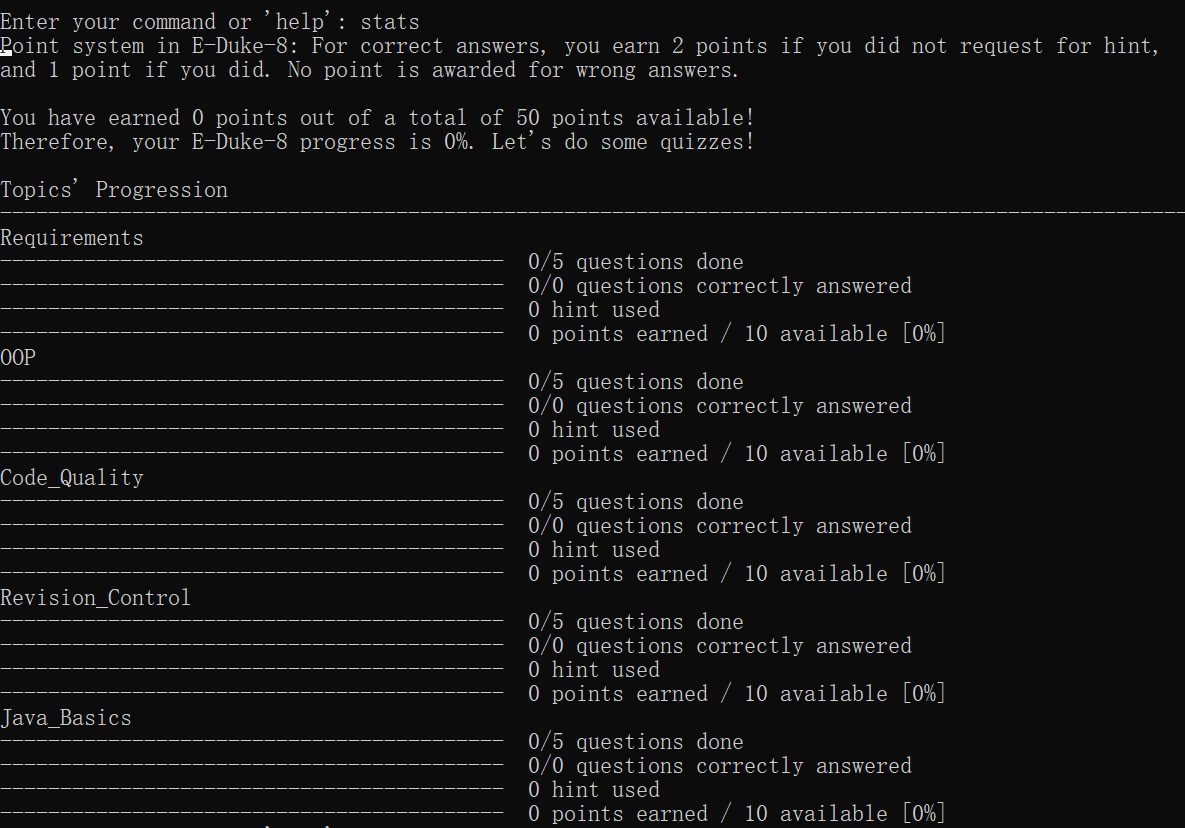 Enter your command or 'help': stats
Point system in E-Duke-8: For correct answers, you earn 2 points if you did not request for hint,
and 1 point if you did. No point is awarded for wrong answers.
You have earned 0 points out of a total of 50 points available!
Therefore, your E-Duke-8 progress is 0%. Let's do some quizzes!
Topics' Progression
---------------------------------------------------------------------------------------------------
Requirements
------------------------------------------ 0/5 questions done
------------------------------------------ 0/0 questions correctly answered
------------------------------------------ 0 hint used
------------------------------------------ 0 points earned / 10 available [0%]
OOP
------------------------------------------ 0/5 questions done
------------------------------------------ 0/0 questions correctly answered
------------------------------------------ 0 hint used
------------------------------------------ 0 points earned / 10 available [0%]
Code_Quality
------------------------------------------ 0/5 questions done
------------------------------------------ 0/0 questions correctly answered
------------------------------------------ 0 hint used
------------------------------------------ 0 points earned / 10 available [0%]
Revision_Control
------------------------------------------ 0/5 questions done
------------------------------------------ 0/0 questions correctly answered
------------------------------------------ 0 hint used
------------------------------------------ 0 points earned / 10 available [0%]
Java_Basics
------------------------------------------ 0/5 questions done
------------------------------------------ 0/0 questions correctly answered
------------------------------------------ 0 hint used
------------------------------------------ 0 points earned / 10 available [0%]